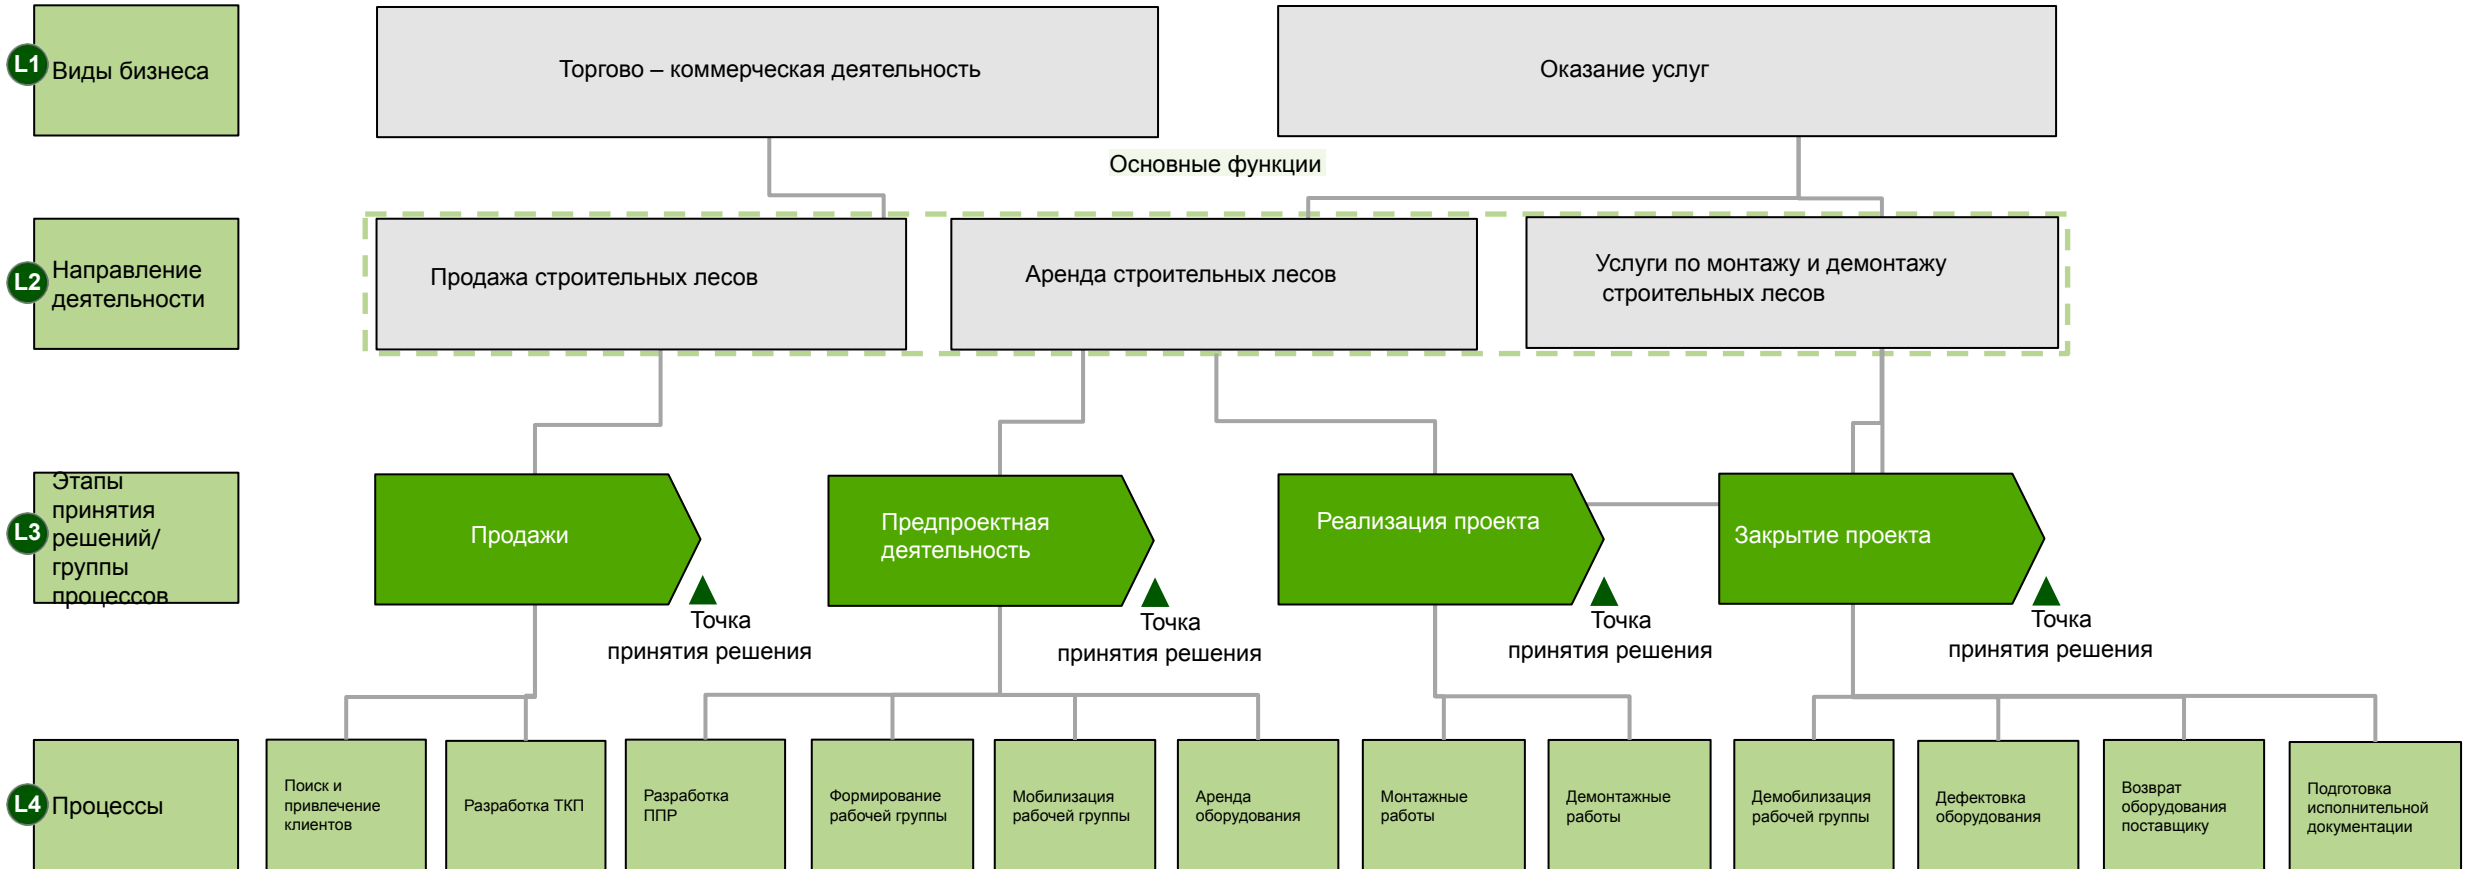 L1
Виды бизнеса
Торгово – коммерческая деятельность
Оказание услуг
Основные функции
L2
Направление
деятельности
Продажа строительных лесов
Аренда строительных лесов
Услуги по монтажу и демонтажу
строительных лесов
L3
Этапы
принятия
решений/
группы
процессов
Продажи
Предпроектная
деятельность
Реализация проекта
Закрытие проекта
Точка
принятия решения
Точка
принятия решения
Точка
принятия решения
Точка
принятия решения
L4
Процессы
Поиск и
привлечение
клиентов
Разработка ТКП
Разработка
ППР
Формирование
рабочей группы
Мобилизация
рабочей группы
Аренда
оборудования
Монтажные
работы
Демонтажные
работы
Демобилизация
рабочей группы
Дефектовка
оборудования
Возврат
оборудования
поставщику
Подготовка
исполнительной
документации